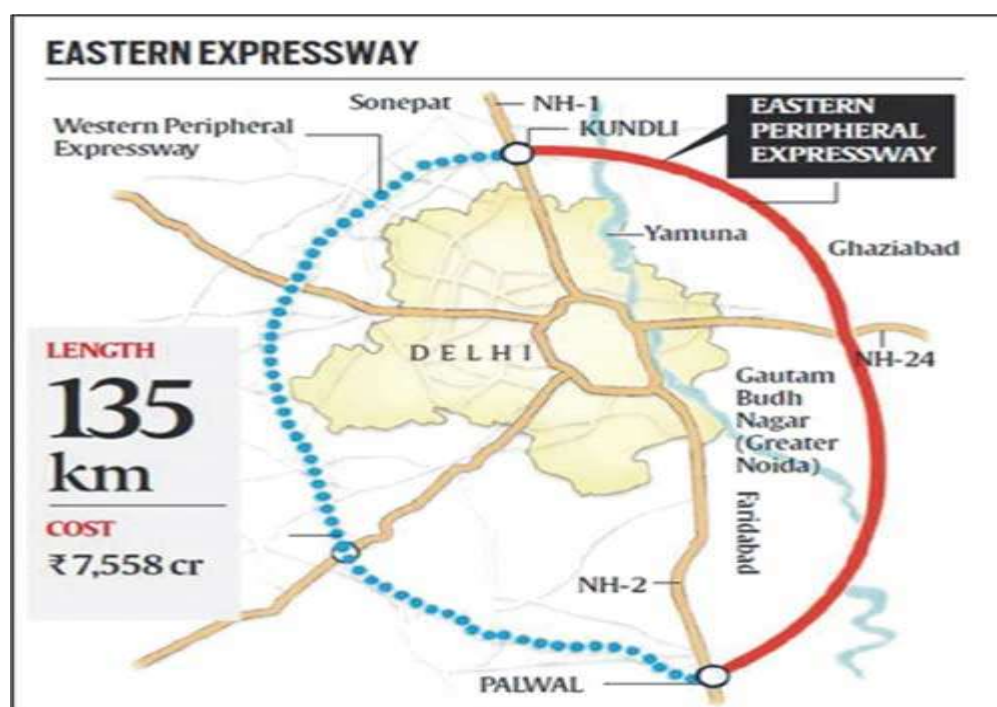 EASTERN EXPRESSWAY
Sonepat
NH-1
KUNDLI
EASTERN
PERIPHERAL
EXPRESSWAY
Western Peripheral
Expressway
Yamuna
Ghaziabad
LENGTH
135
km
COST
₹7,558 cr
DELHI
NH-24
Gautam
Budh
Nagar
(Greater
Noida)
Faridabad
NH-2
PALWAL